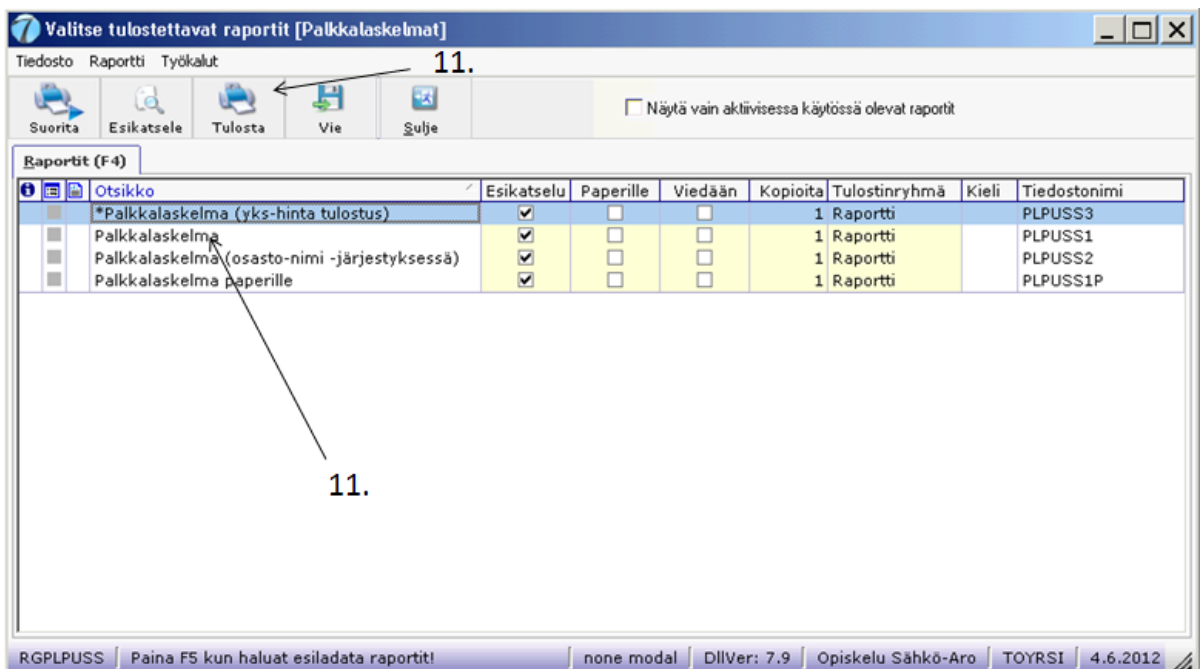 Valitse tulostettavat raportit [Palkkalaskelmat]
Tiedosto Raportti Työkalut
11.
Suorita Esikatsele Tulosta Vie Sulje
Näytä vain aktiivisessa käytössä olevat raportit
Raportit (F4)
Otsikko Esikatselu Paperille Viedään Kopioita Tulostinryhmä Kieli Tiedostonimi
*Palkkalaskelma (yks-hinta tulostus) 1 Raportti PLPUSS3
Palkkalaskelma 1 Raportti PLPUSS1
Palkkalaskelma (osasto-nimi -järjestyksessä) 1 Raportti PLPUSS2
Palkkalaskelma paperille 1 Raportti PLPUSS1P
11.
RGPLPUSS Paina F5 kun haluat esiladata raportit! none modal DllVer: 7.9 Opiskelu Sähkö-Aro TOYRSI 4.6.2012